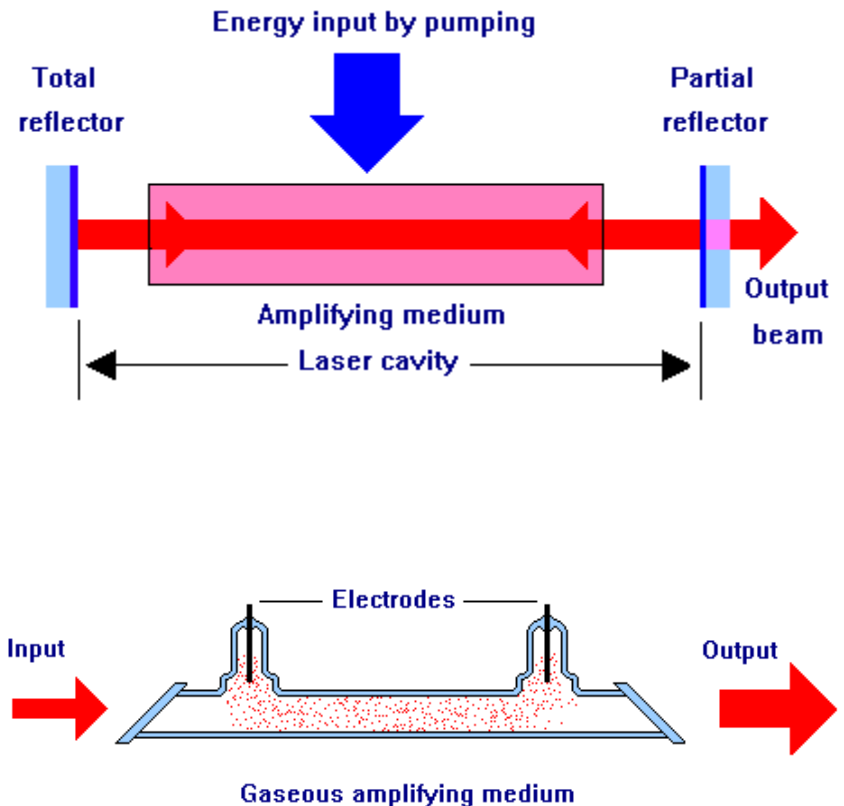 Energy input by pumping
Total
reflector
Partial
reflector
Output
beam
Amplifying medium
Laser cavity
Electrodes
Input
Output
Gaseous amplifying medium